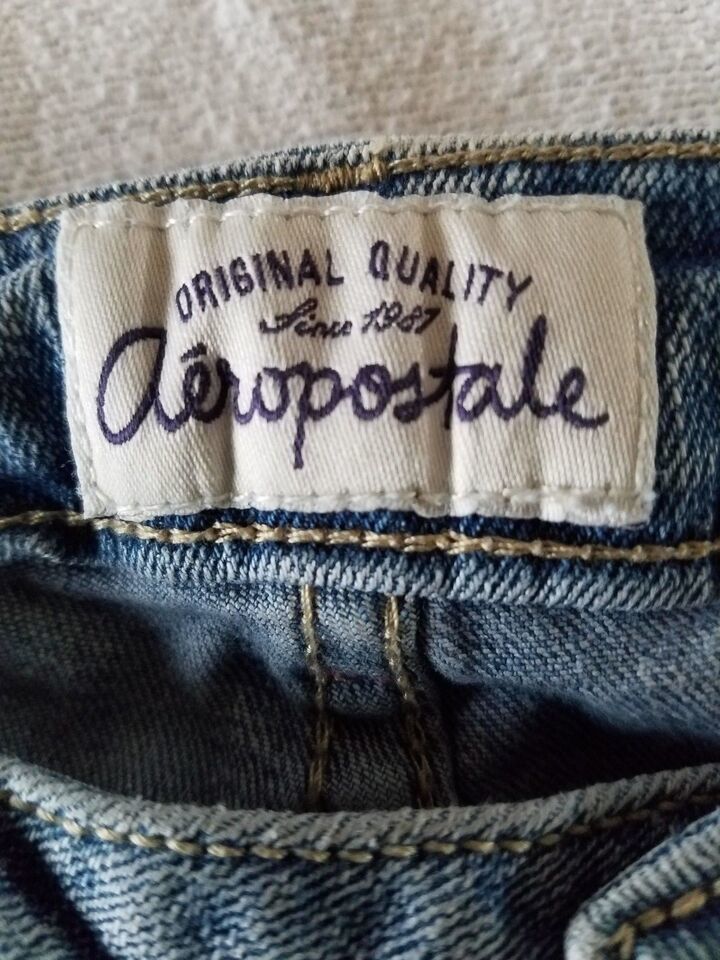 ORIGINAL QUALITY
Since 1987
aéropostale